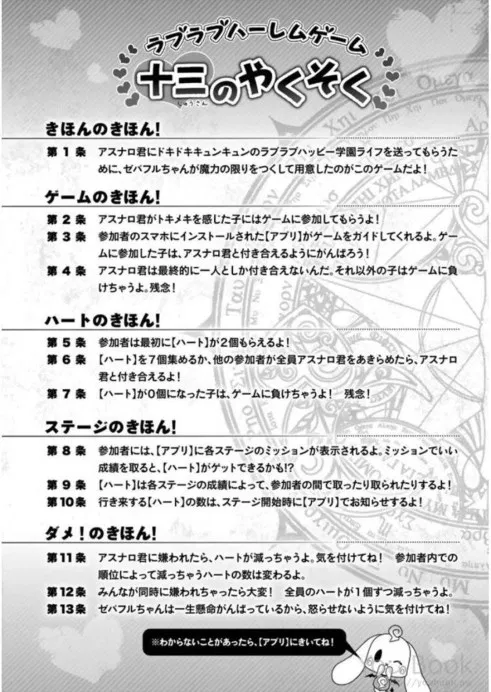 ラブラブハーレムゲーム
十三のやくそく
じゅうさん
きほんのきほん!
第1条 アスナロ君にドキドキキュンキュンのラブラブハッピー学園ライフを送ってもらうた
めに、ゼパフルちゃんが魔力の限りをつくして用意したのがこのゲームだよ!
ゲームのきほん!
第2条 アスナロ君がトキメキを感じた子にはゲームに参加してもらうよ!
第3条 参加者のスマホにインストールされた【アプリ】がゲームをガイドしてくれるよ。ゲー
ムに参加した子は、アスナロ君と付き合えるようにがんばろう!
第4条 アスナロ君は最終的に一人としか付き合えないんだ。それ以外の子はゲームに負
けちゃうよ。残念!
ハートのきほん!
第5条 参加者は最初に【ハート】が2個もらえるよ!
第6条 【ハート】を7個集めるか、他の参加者が全員アスナロ君をあきらめたら、アスナロ
君と付き合えるよ!
第7条 【ハート】が0個になった子は、ゲームに負けちゃうよ! 残念!
ステージのきほん!
第8条 参加者には、【アプリ】に各ステージのミッションが表示されるよ。ミッションでいい
成績を取ると、【ハート】がゲットできるかも!?
第9条 【ハート】は各ステージの成績によって、参加者の間で取ったり取られたりするよ!
第10条 行き来する【ハート】の数は、ステージ開始時に【アプリ】でお知らせするよ!
ダメ!のきほん!
第11条 アスナロ君に嫌われたら、ハートが減っちゃうよ。気を付けてね! 参加者内での
順位によって減っちゃうハートの数は変わるよ。
第12条 みんなが同時に嫌われちゃったら大変! 全員のハートが1個ずつ減っちゃうよ。
第13条 ゼパフルちゃんは一生懸命がんばっているから、怒らせないように気を付けてね!
※わからないことがあったら、【アプリ】にきいてね!